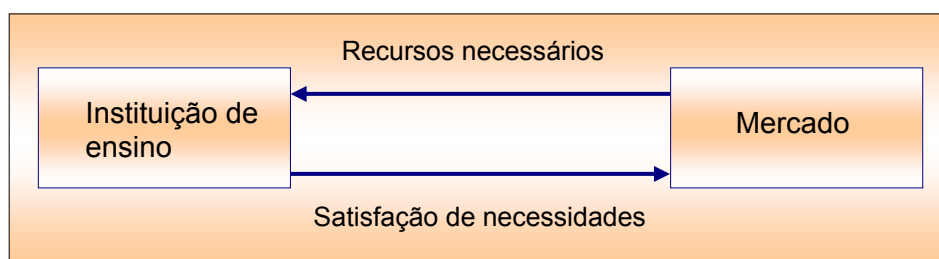 Recursos necessários
Instituição de
ensino
Mercado
Satisfação de necessidades